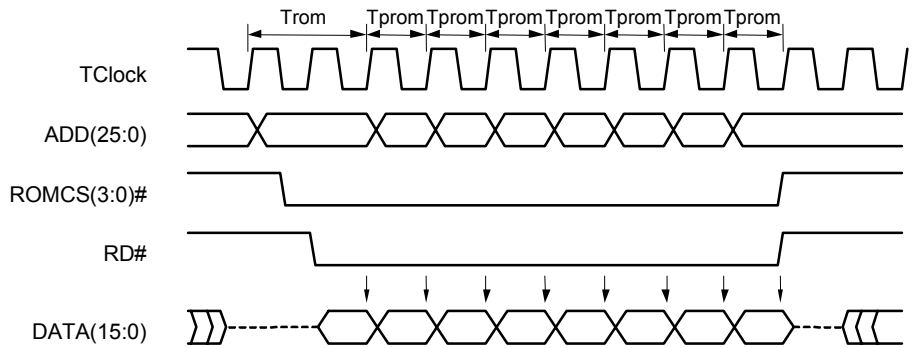 Trom Tprom Tprom Tprom Tprom Tprom Tprom Tprom
TClock
ADD(25:0)
ROMCS(3:0)#
RD#
DATA(15:0)